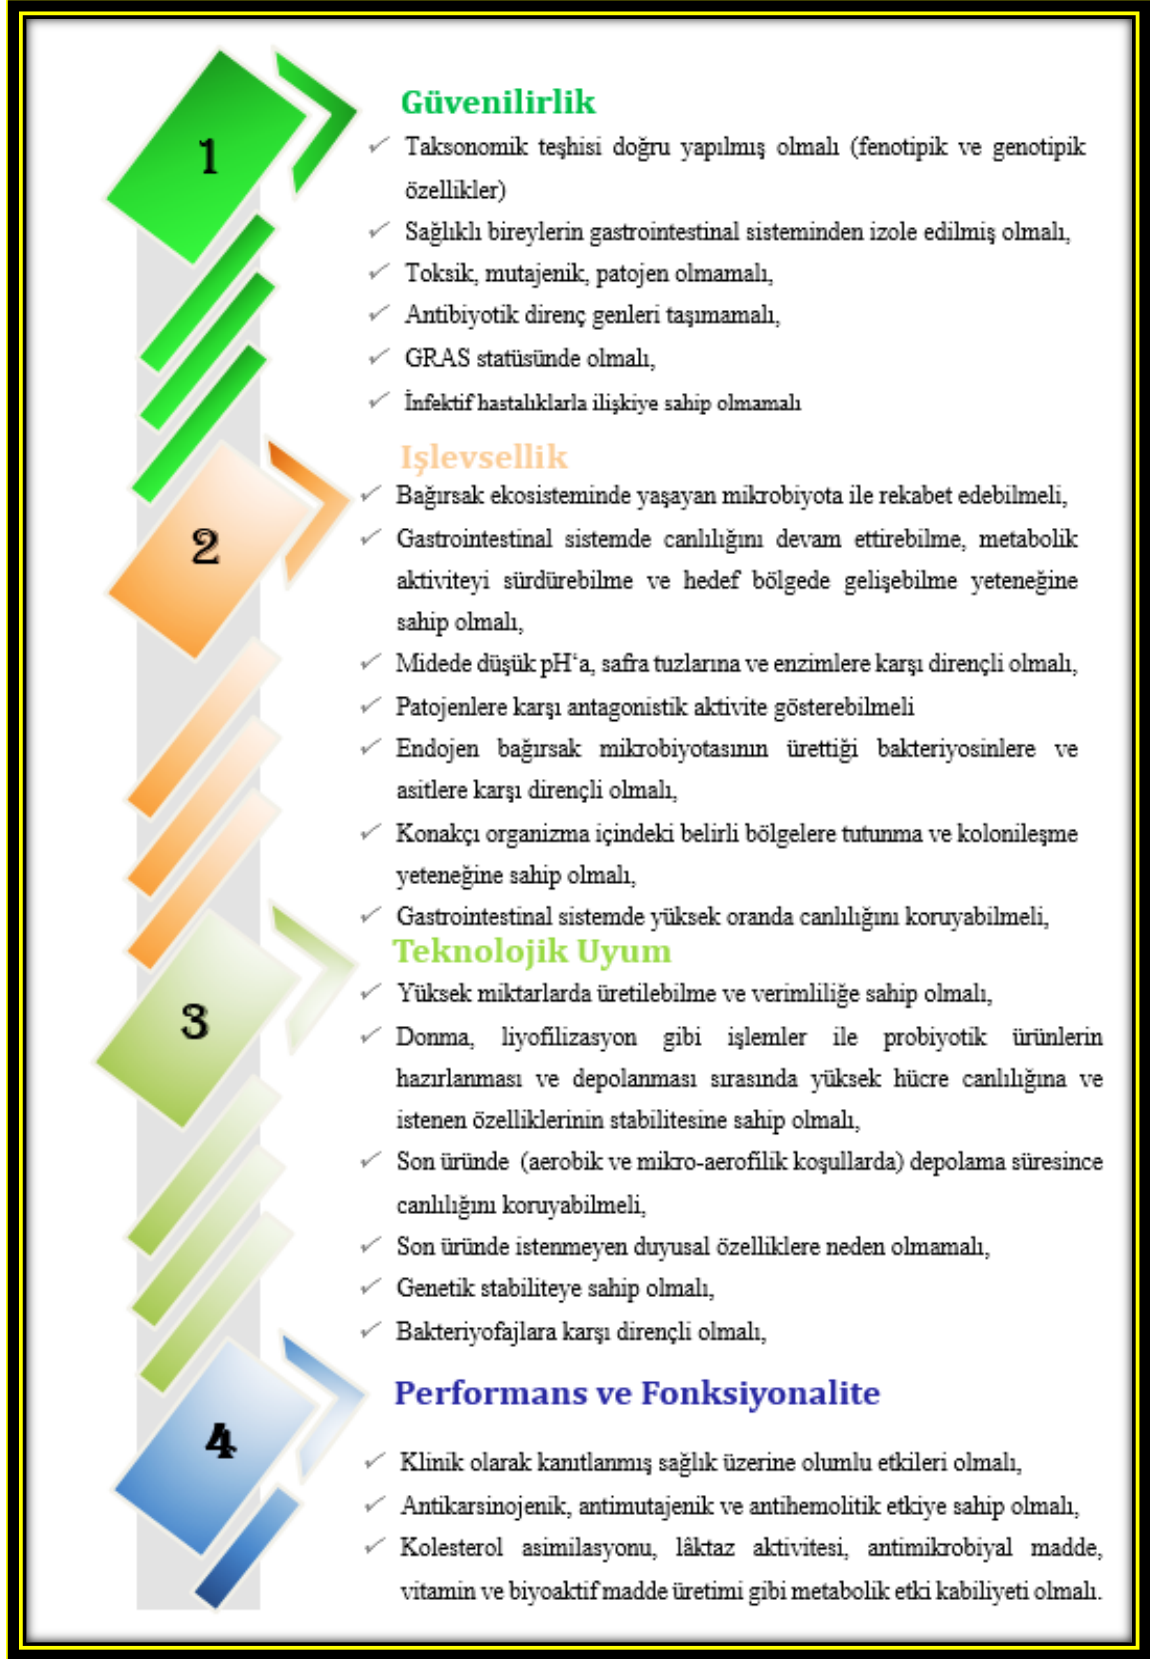 1
Güvenilirlik
Taksonomik teşhisi doğru yapılmış olmalı (fenotipik ve genotipik
özellikler)
Sağlıklı bireylerin gastrointestinal sisteminden izole edilmiş olmalı,
Toksik, mutajenik, patojen olmamalı,
Antibiyotik direnç genleri taşımamalı,
GRAS statüsünde olmalı,
İnfektif hastalıklarla ilişkiye sahip olmamalı
2
Işlevsellik
Bağırsak ekosisteminde yaşayan mikrobiyota ile rekabet edebilmeli,
Gastrointestinal sistemde canlılığını devam ettirebilme, metabolik
aktiviteyi sürdürebilme ve hedef bölgede gelişebilme yeteneğine
sahip olmalı,
Midede düşük pH‘a, safra tuzlarına ve enzimlere karşı dirençli olmalı,
Patojenlere karşı antagonistik aktivite gösterebilmeli
Endojen bağırsak mikrobiyotasının ürettiği bakteriyosinlere ve
asitlere karşı dirençli olmalı,
Konakçı organizma içindeki belirli bölgelere tutunma ve kolonileşme
yeteneğine sahip olmalı,
Gastrointestinal sistemde yüksek oranda canlılığını koruyabilmeli,
3
Teknolojik Uyum
Yüksek miktarlarda üretilebilme ve verimliliğe sahip olmalı,
Donma, liyofilizasyon gibi işlemler ile probiyotik ürünlerin
hazırlanması ve depolanması sırasında yüksek hücre canlılığına ve
istenen özelliklerinin stabilitesine sahip olmalı,
Son üründe (aerobik ve mikro-aerofilik koşullarda) depolama süresince
canlılığını koruyabilmeli,
Son üründe istenmeyen duyusal özelliklere neden olmamalı,
Genetik stabiliteye sahip olmalı,
Bakteriyofajlara karşı dirençli olmalı,
4
Performans ve Fonksiyonalite
Klinik olarak kanıtlanmış sağlık üzerine olumlu etkileri olmalı,
Antikarsinojenik, antimutajenik ve antihemolitik etkiye sahip olmalı,
Kolesterol asimilasyonu, lâktaz aktivitesi, antimikrobiyal madde,
vitamin ve biyoaktif madde üretimi gibi metabolik etki kabiliyeti olmalı.